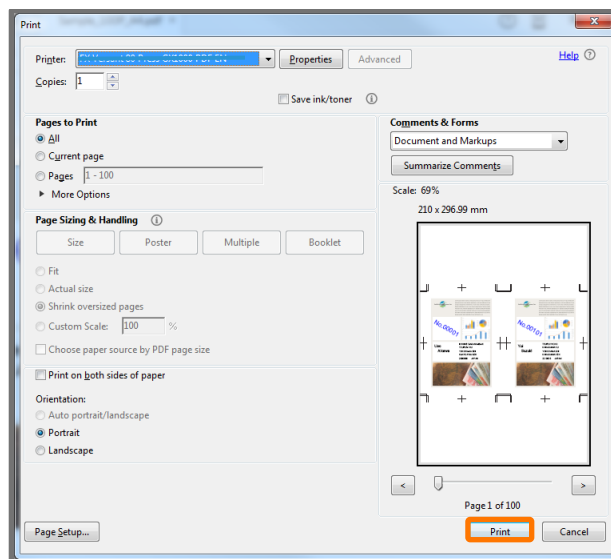 Print
Printer:
Properties
Advanced
Help
Copies: 1
Save ink/toner
Pages to Print
All
Current page
Pages 1 - 100
More Options
Comments & Forms
Document and Markups
Summarize Comments
Page Sizing & Handling
Size
Poster
Multiple
Booklet
Fit
Actual size
Shrink oversized pages
Custom Scale: 100 %
Choose paper source by PDF page size
Print on both sides of paper
Orientation:
Auto portrait/landscape
Portrait
Landscape
Scale: 69%
210 x 296.99 mm
No.00001
No.00101
<
>
Page 1 of 100
Page Setup...
Print
Cancel